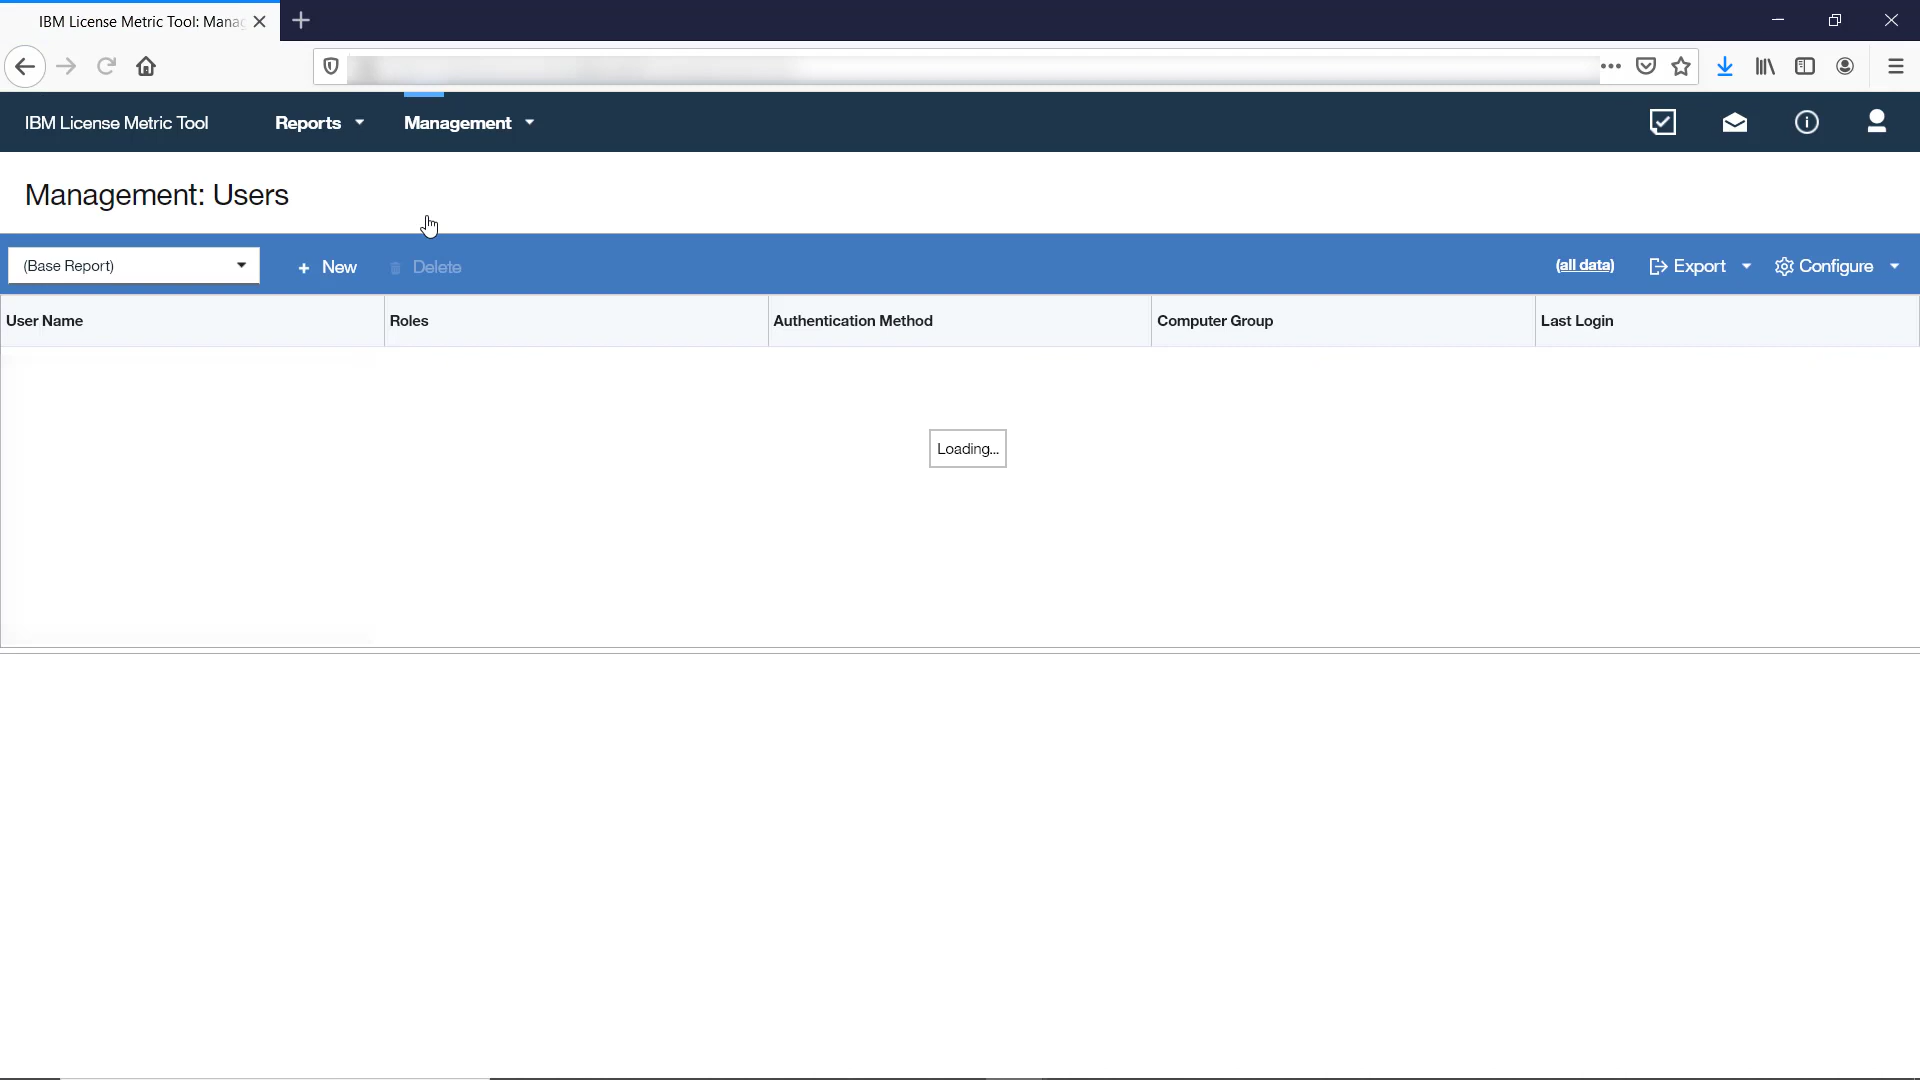 IBM License Metric Tool: Manag
IBM License Metric Tool
Reports
Management
Management: Users
(Base Report)
+ New
Delete
(all data)
Export
Configure
User Name
Roles
Authentication Method
Computer Group
Last Login
Loading...